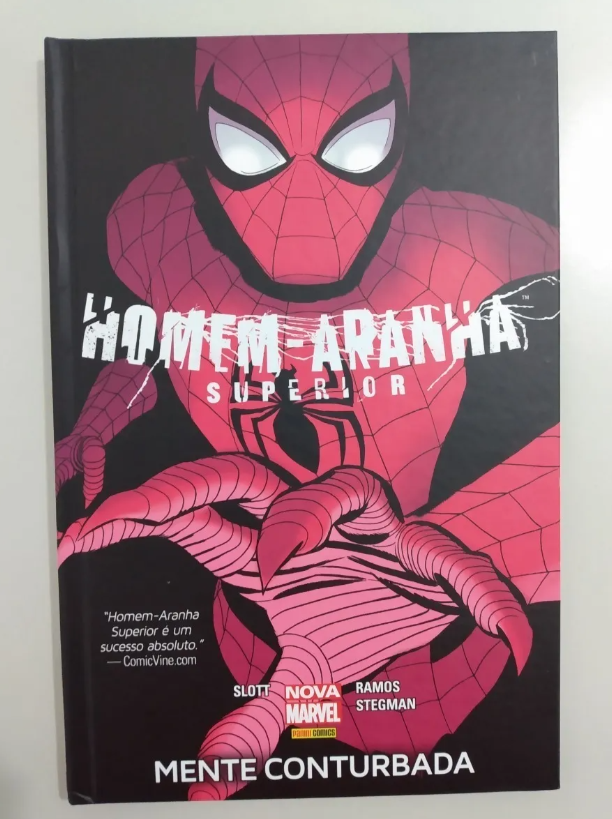 HOMEM-ARANHA™
SUPERIOR
"Homem-Aranha
Superior é um
sucesso absoluto."
— ComicVine.com
SLOTT
NOVA
MARVEL
PANINI COMICS
RAMOS
STEGMAN
MENTE CONTURBADA